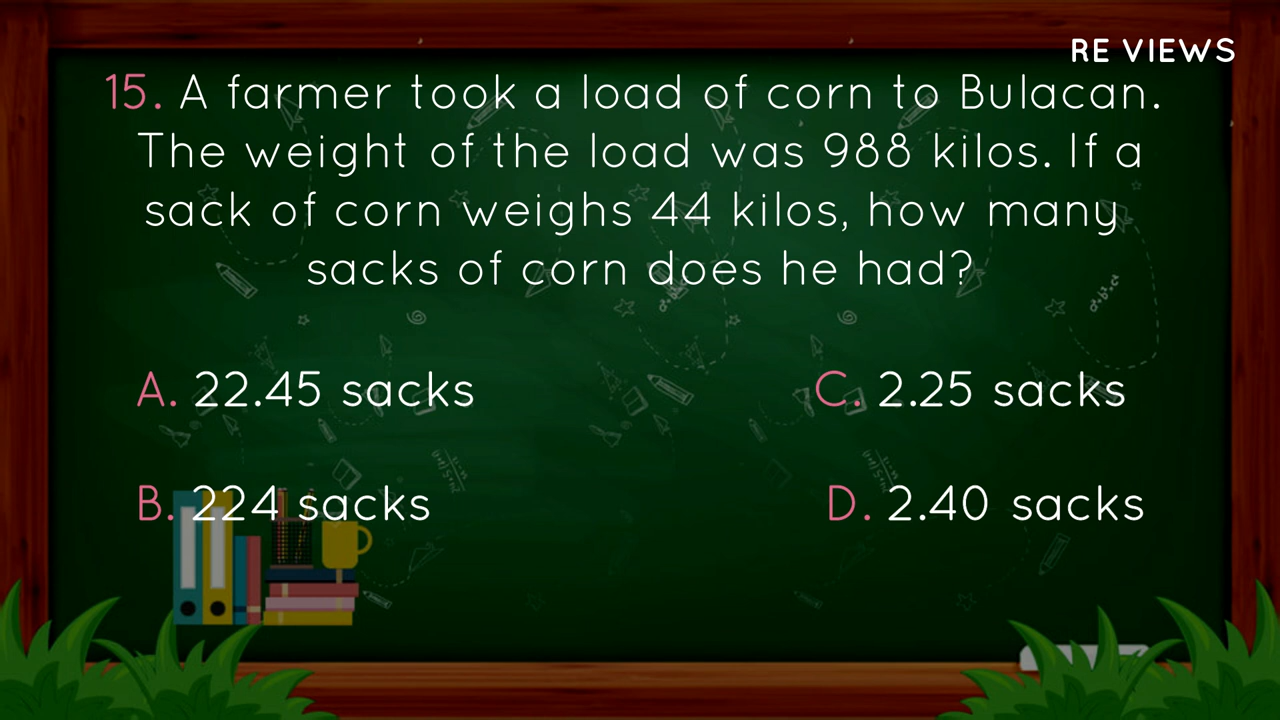 RE VIEWS
15. A farmer took a load of corn to Bulacan.
The weight of the load was 988 kilos. If a
sack of corn weighs 44 kilos, how many
sacks of corn does he had?
A. 22.45 sacks
C. 2.25 sacks
B. 224 sacks
D. 2.40 sacks